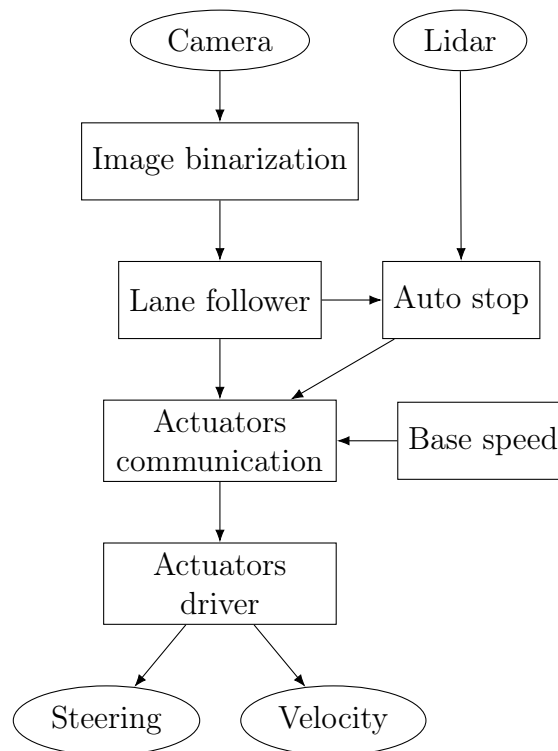 Camera
Lidar
Image binarization
Lane follower
Auto stop
Actuators
communication
Base speed
Actuators
driver
Steering
Velocity